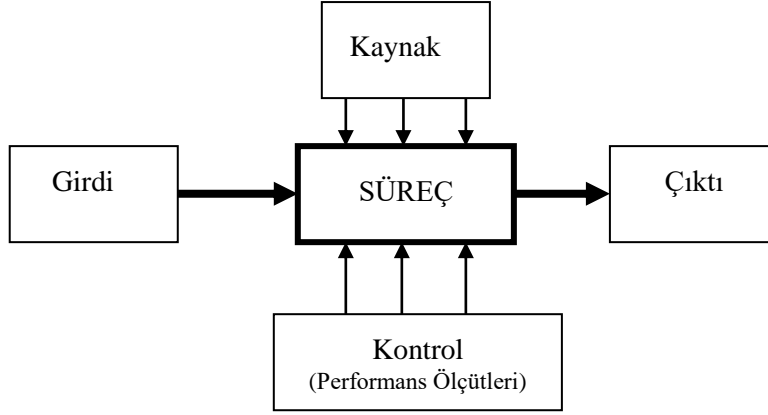 Kaynak
Girdi
SÜREÇ
Çıktı
Kontrol
(Performans Ölçütleri)